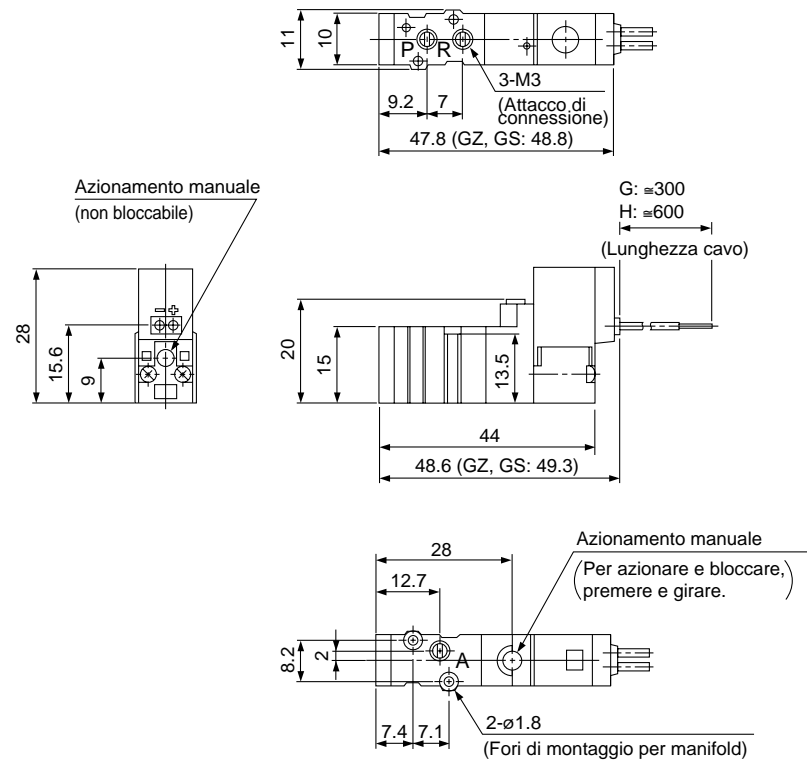 11
10
P R
3-M3
(Attacco di
connessione)
9.2
7
47.8 (GZ, GS: 48.8)
Azionamento manuale
(non bloccabile)
G: ≅300
H: ≅600
(Lunghezza cavo)
28
15.6
9
- +
20
15
13.5
44
48.6 (GZ, GS: 49.3)
28
12.7
Azionamento manuale
(Per azionare e bloccare,
premere e girare.)
8.2
2
A
7.4
7.1
2-ø1.8
(Fori di montaggio per manifold)